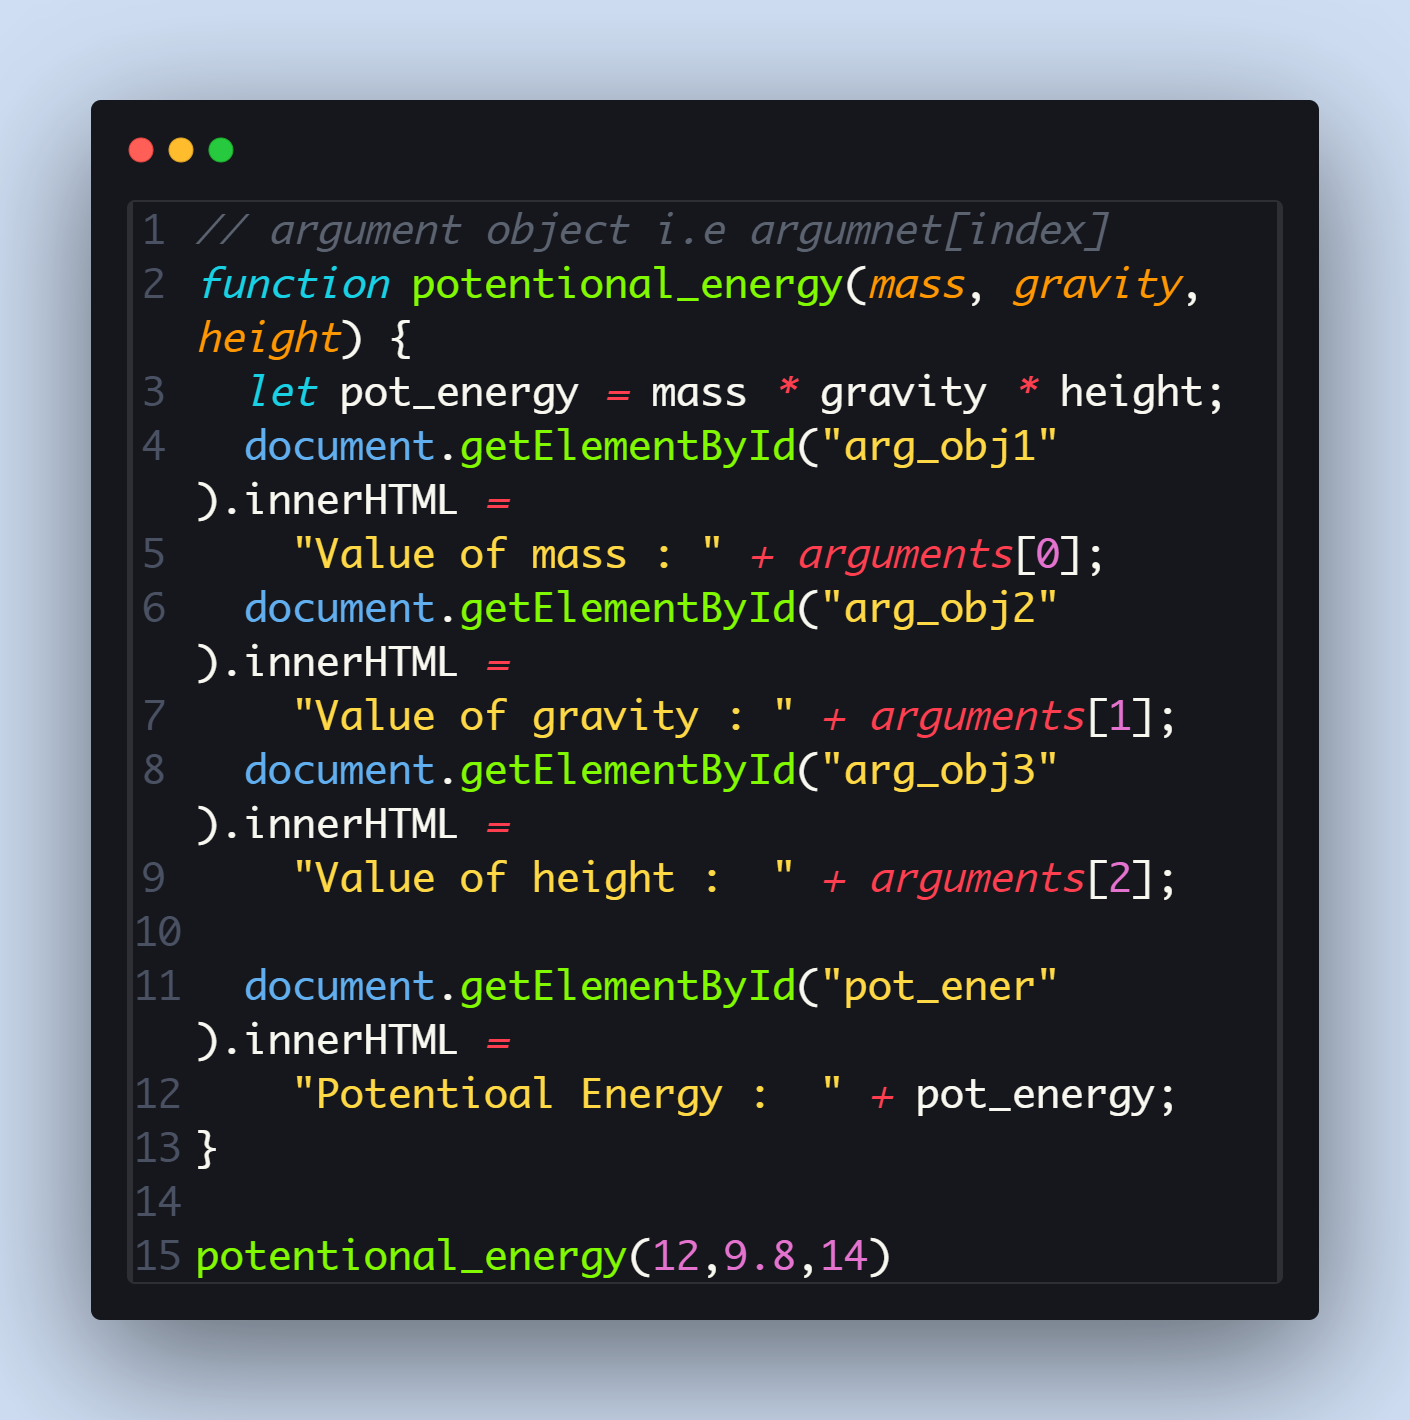 1 // argument object i.e argumnet[index]
2 function potentional_energy(mass, gravity,
height) {
3   let pot_energy = mass * gravity * height;
4   document.getElementById("arg_obj1"
).innerHTML =
5     "Value of mass : " + arguments[0];
6   document.getElementById("arg_obj2"
).innerHTML =
7     "Value of gravity : " + arguments[1];
8   document.getElementById("arg_obj3"
).innerHTML =
9     "Value of height :  " + arguments[2];
10
11   document.getElementById("pot_ener"
).innerHTML =
12     "Potentioal Energy :  " + pot_energy;
13 }
14
15 potentional_energy(12,9.8,14)